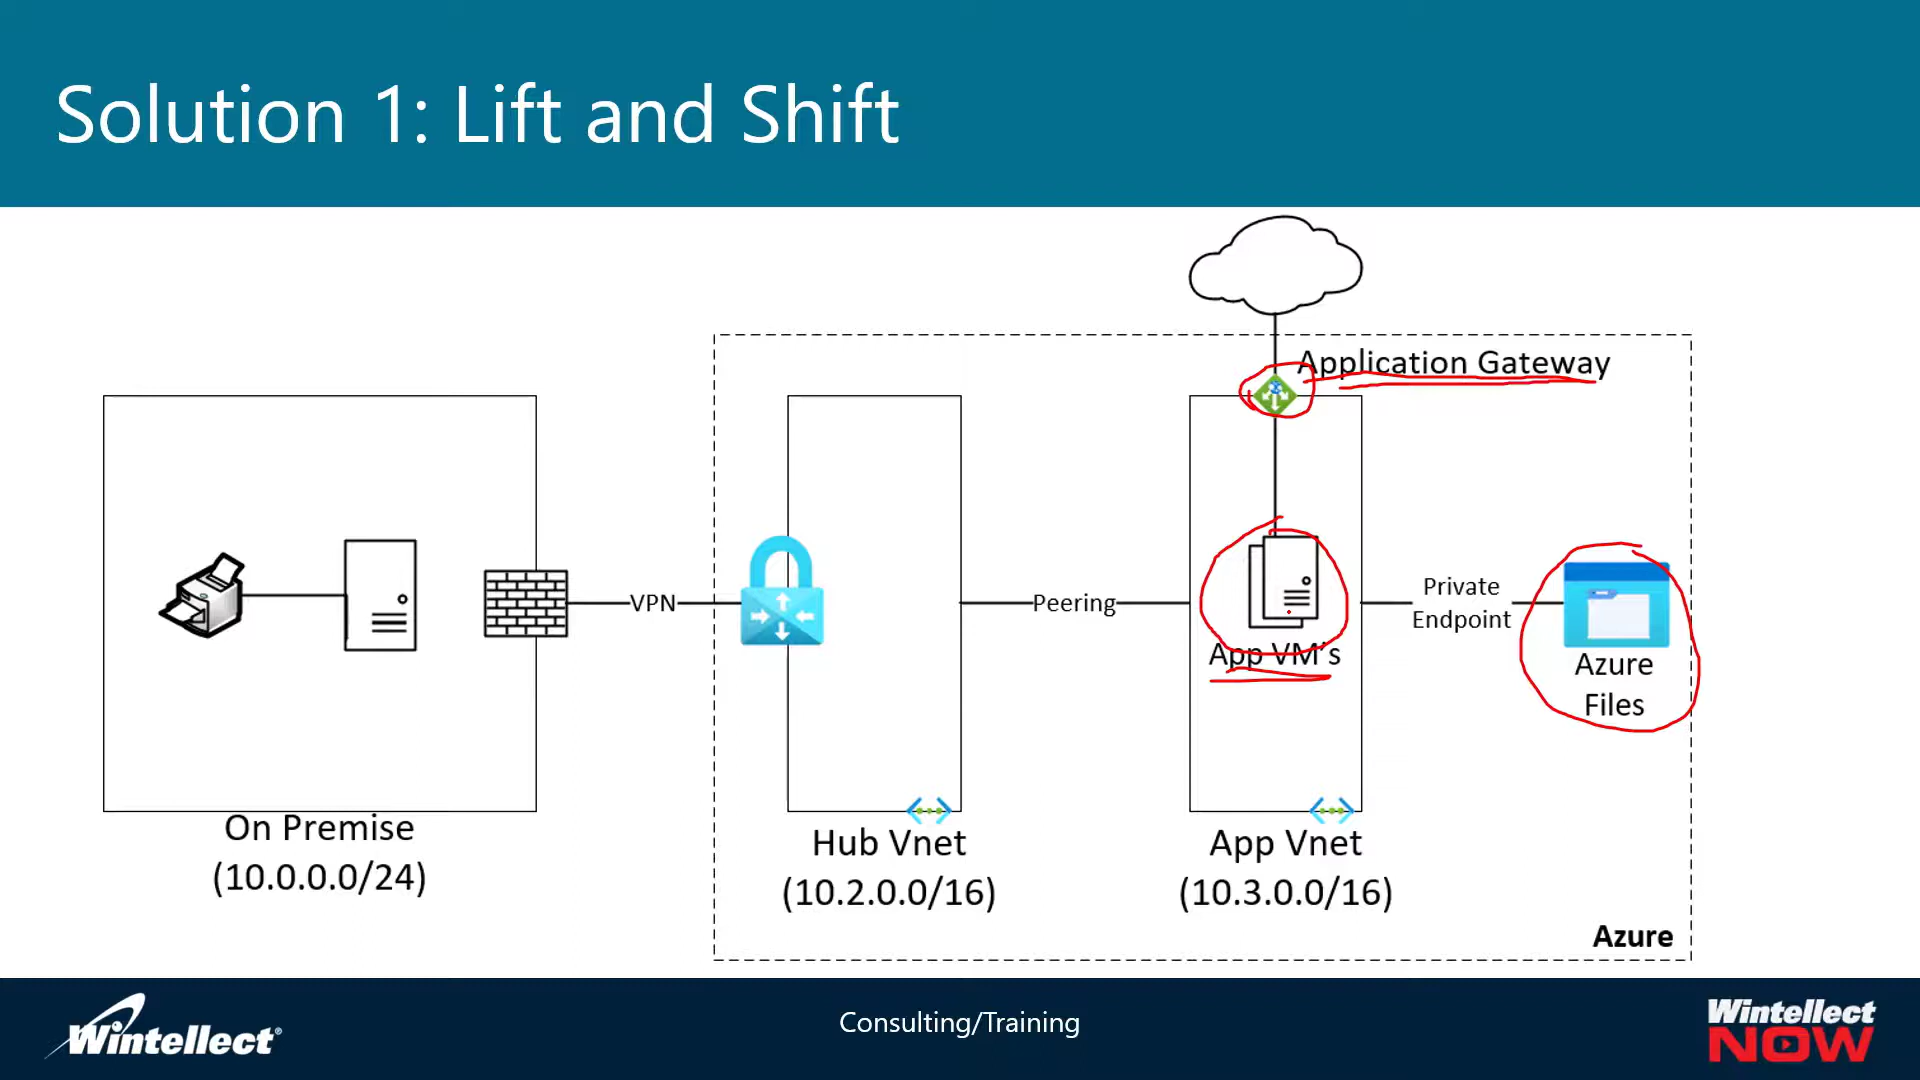 Solution 1: Lift and Shift
Application Gateway
VPN
Peering
Private
Endpoint
App VM's
Azure
Files
On Premise
(10.0.0.0/24)
Hub Vnet
(10.2.0.0/16)
App Vnet
(10.3.0.0/16)
Azure
Wintellect
Consulting/Training
Wintellect
NOW